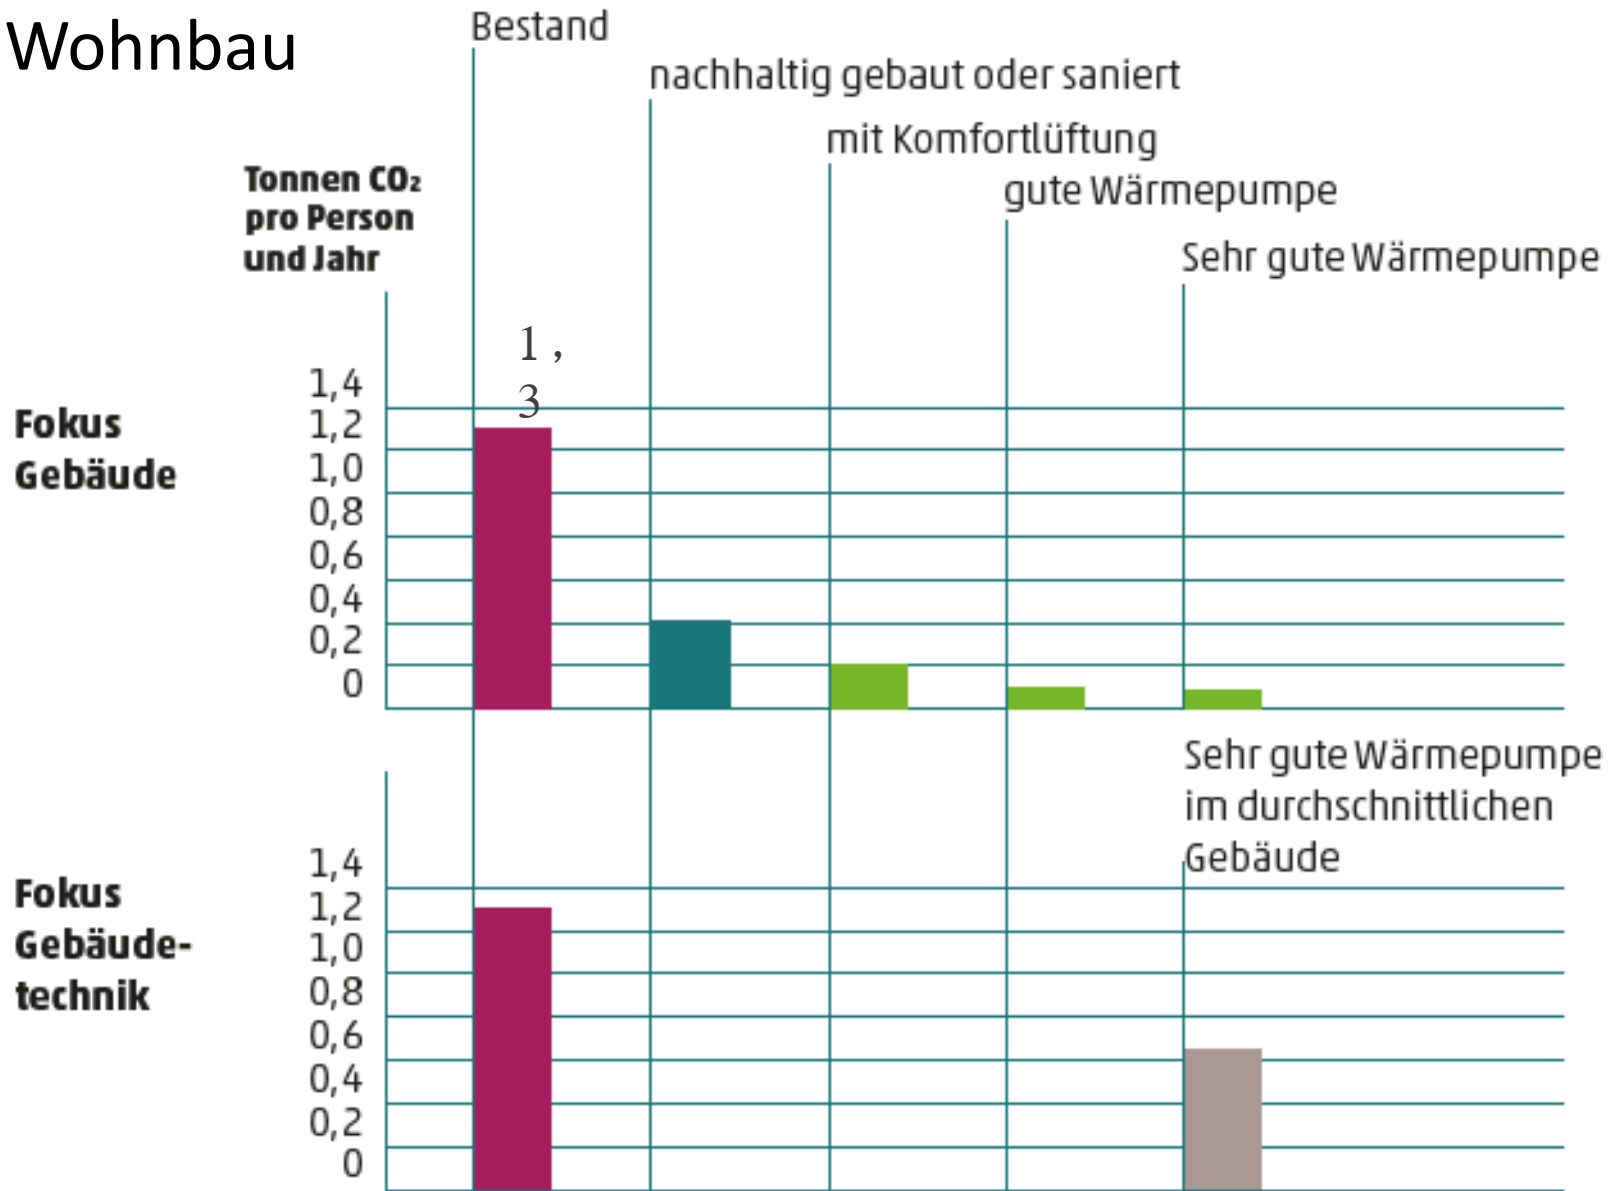 Wohnbau
Bestand
nachhaltig gebaut oder saniert
mit Komfortlüftung
gute Wärmepumpe
Sehr gute Wärmepumpe
Tonnen CO₂
pro Person
und Jahr
1 ,
3
Fokus
Gebäude
1,4
1,2
1,0
0,8
0,6
0,4
0,2
0
Sehr gute Wärmepumpe
im durchschnittlichen
Gebäude
Fokus
Gebäude-
technik
1,4
1,2
1,0
0,8
0,6
0,4
0,2
0